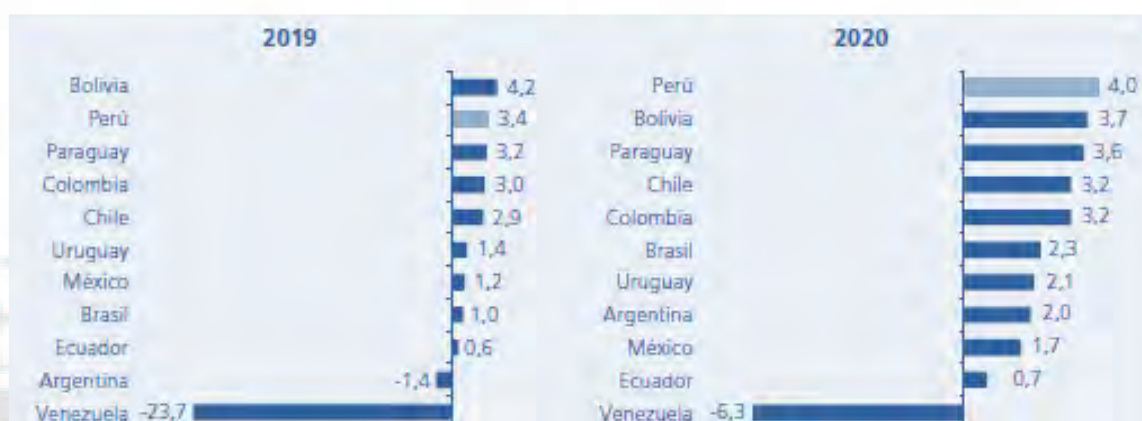 2019
Bolivia 4,2
Perú 3,4
Paraguay 3,2
Colombia 3,0
Chile 2,9
Uruguay 1,4
México 1,2
Brasil 1,0
Ecuador 0,6
Argentina -1,4
Venezuela -23,7
2020
Perú 4,0
Bolivia 3,7
Paraguay 3,6
Chile 3,2
Colombia 3,2
Brasil 2,3
Uruguay 2,1
Argentina 2,0
México 1,7
Ecuador 0,7
Venezuela -6,3